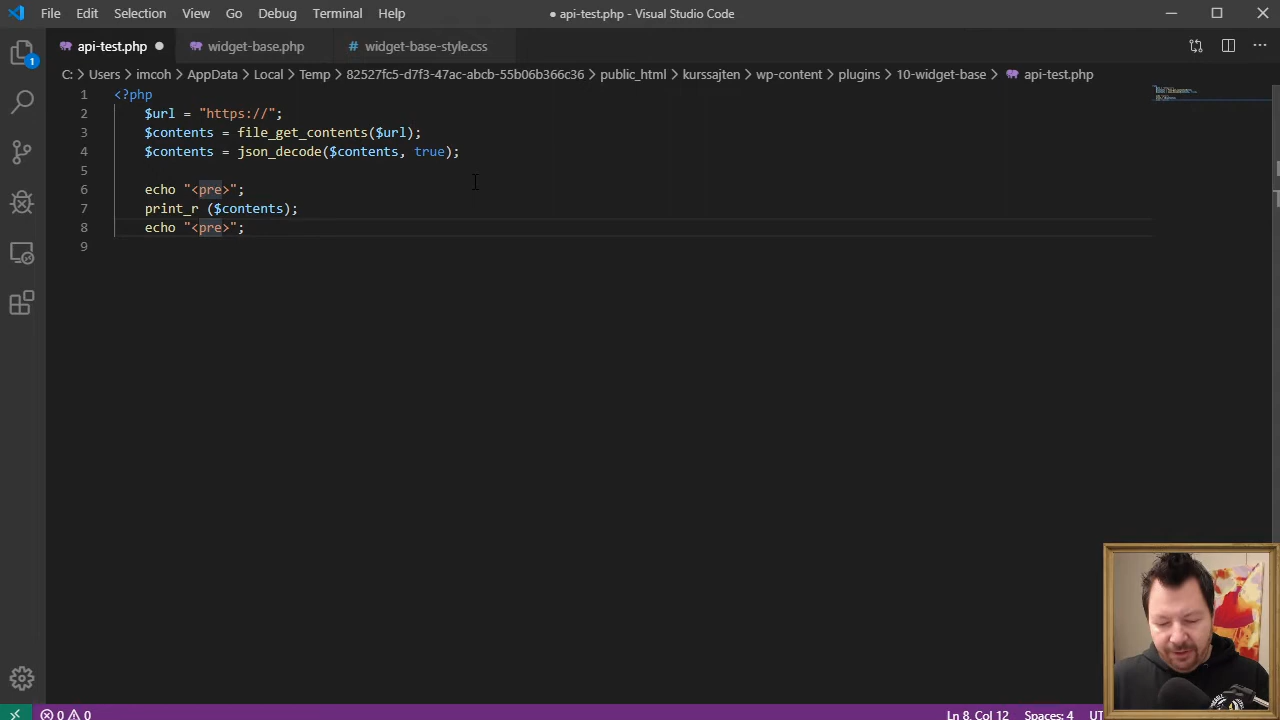 File Edit Selection View Go Debug Terminal Help ● api-test.php - Visual Studio Code
api-test.php ● widget-base.php # widget-base-style.css
C: > Users > imcoh > AppData > Local > Temp > 82527fc5-d7f3-47ac-abcb-55b06b366c36 > public_html > kurssajten > wp-content > plugins > 10-widget-base > api-test.php
1 <?php
2 $url = "https://";
3 $contents = file_get_contents($url);
4 $contents = json_decode($contents, true);
5
6 echo "<pre>";
7 print_r ($contents);
8 echo "<pre>";
9
1
0 0 Ln 8, Col 12 Spaces: 4 UT